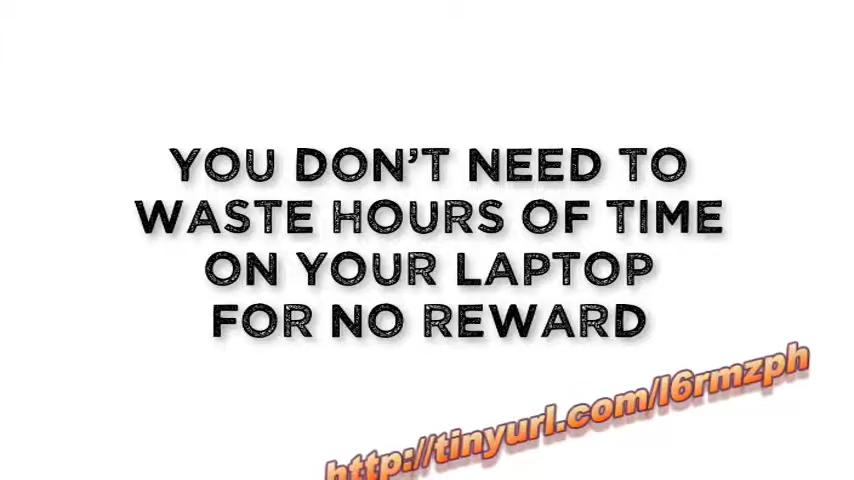 YOU DON'T NEED TO
WASTE HOURS OF TIME
ON YOUR LAPTOP
FOR NO REWARD
http://tinyurl.com/l6rmzph